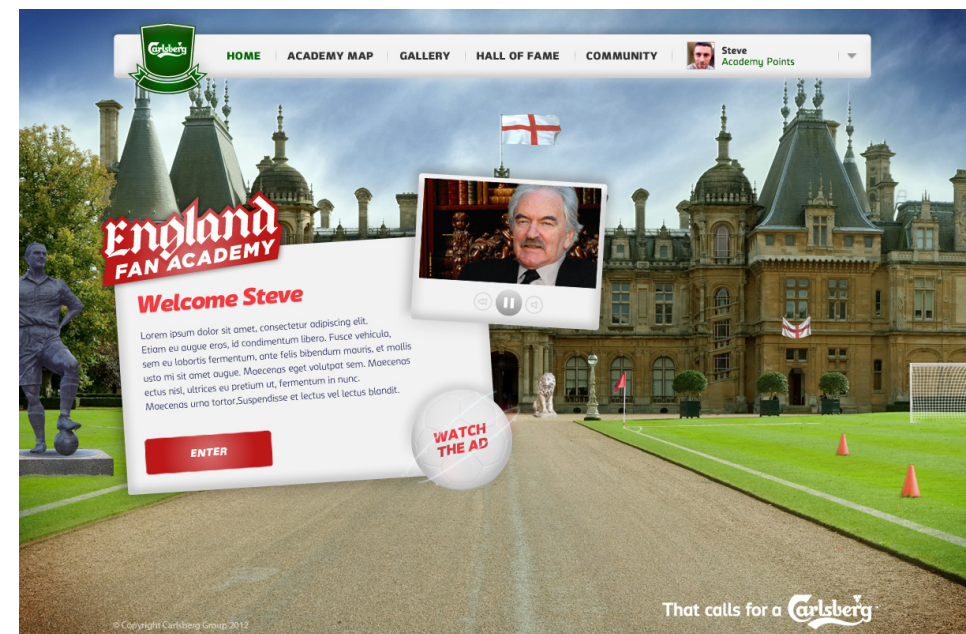 Carlsberg
HOME ACADEMY MAP GALLERY HALL OF FAME COMMUNITY
Steve
Academy Points
England
FAN ACADEMY
Welcome Steve
Lorem ipsum dolor sit amet, consectetur adipiscing elit.
Etiam eu augue eros, id condimentum libero. Fusce vehicula,
sem eu lobortis fermentum, ante felis bibendum mauris, et mollis
usto mi sit amet augue. Maecenas eget volutpat sem. Maecenas
ectus nisl, ultrices eu pretium ut, fermentum in nunc.
Maecenas urna tortor,Suspendisse et lectus vel lectus blandit.
ENTER
WATCH
THE AD
That calls for a Carlsberg
© Copyright Carlsberg Group 2012